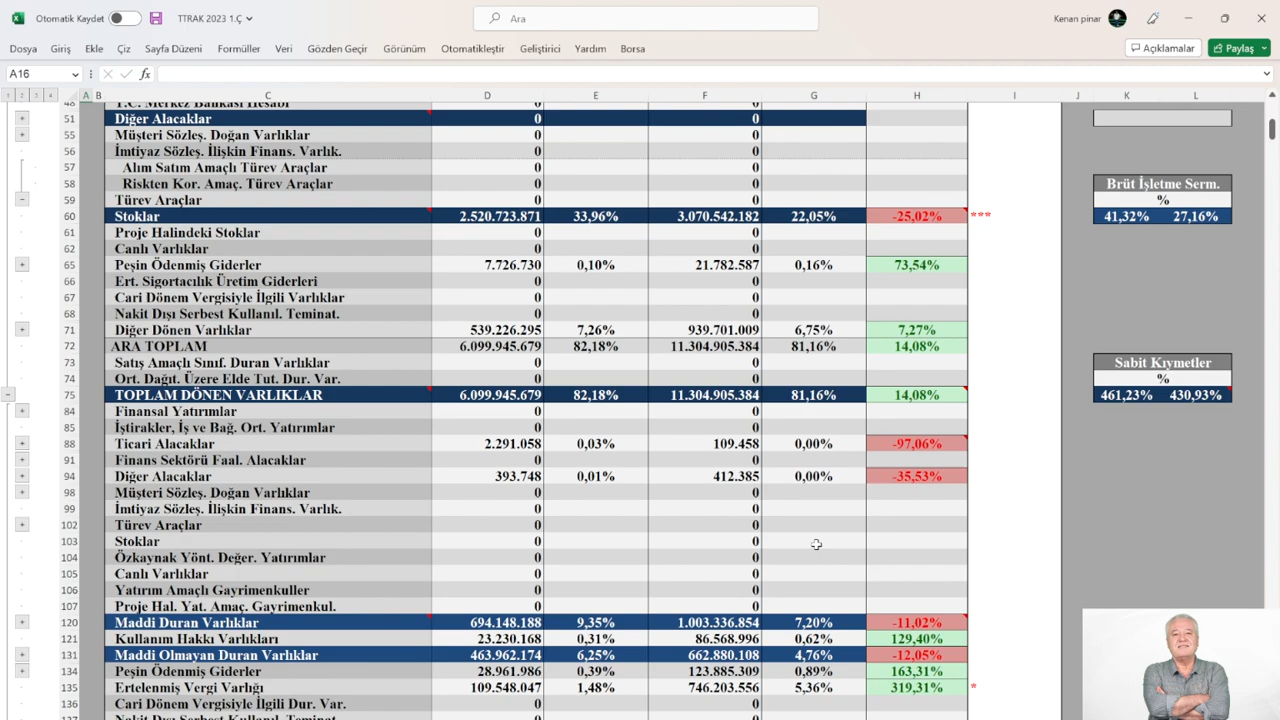 Otomatik Kaydet TTRAK 2023 1.Ç Ara Kenan pinar
Dosya Giriş Ekle Çiz Sayfa Düzeni Formüller Veri Gözden Geçir Görünüm Otomatikleştir Geliştirici Yardım Borsa Açıklamalar Paylaş
A16 fx
1 2 3 4 A B C D E F G H I J K L
48 T.C. Merkez Bankası Hesabı 0 0
51 Diğer Alacaklar 0 0
55 Müşteri Sözleş. Doğan Varlıklar 0 0
56 İmtiyaz Sözleş. İlişkin Finans. Varlık. 0 0
57 Alım Satım Amaçlı Türev Araçlar 0 0
58 Riskten Kor. Amaç. Türev Araçlar 0 0 Brüt İşletme Serm.
59 Türev Araçlar 0 0 %
60 Stoklar 2.520.723.871 33,96% 3.070.542.182 22,05% -25,02% *** 41,32% 27,16%
61 Proje Halindeki Stoklar 0 0
62 Canlı Varlıklar 0 0
65 Peşin Ödenmiş Giderler 7.726.730 0,10% 21.782.587 0,16% 73,54%
66 Ert. Sigortacılık Üretim Giderleri 0 0
67 Cari Dönem Vergisiyle İlgili Varlıklar 0 0
68 Nakit Dışı Serbest Kullanıl. Teminat. 0 0
71 Diğer Dönen Varlıklar 539.226.295 7,26% 939.701.009 6,75% 7,27%
72 ARA TOPLAM 6.099.945.679 82,18% 11.304.905.384 81,16% 14,08%
73 Satış Amaçlı Sınıf. Duran Varlıklar 0 0 Sabit Kıymetler
74 Ort. Dağıt. Üzere Elde Tut. Dur. Var. 0 0 %
75 TOPLAM DÖNEN VARLIKLAR 6.099.945.679 82,18% 11.304.905.384 81,16% 14,08% 461,23% 430,93%
84 Finansal Yatırımlar 0 0
85 İştirakler, İş ve Bağ. Ort. Yatırımlar 0 0
88 Ticari Alacaklar 2.291.058 0,03% 109.458 0,00% -97,06%
91 Finans Sektörü Faal. Alacaklar 0 0
94 Diğer Alacaklar 393.748 0,01% 412.385 0,00% -35,53%
98 Müşteri Sözleş. Doğan Varlıklar 0 0
99 İmtiyaz Sözleş. İlişkin Finans. Varlık. 0 0
102 Türev Araçlar 0 0
103 Stoklar 0 0
104 Özkaynak Yönt. Değer. Yatırımlar 0 0
105 Canlı Varlıklar 0 0
106 Yatırım Amaçlı Gayrimenkuller 0 0
107 Proje Hal. Yat. Amaç. Gayrimenkul. 0 0
120 Maddi Duran Varlıklar 694.148.188 9,35% 1.003.336.854 7,20% -11,02%
121 Kullanım Hakkı Varlıkları 23.230.168 0,31% 86.568.996 0,62% 129,40%
131 Maddi Olmayan Duran Varlıklar 463.962.174 6,25% 662.880.108 4,76% -12,05%
134 Peşin Ödenmiş Giderler 28.961.986 0,39% 123.885.309 0,89% 163,31%
135 Ertelenmiş Vergi Varlığı 109.548.047 1,48% 746.203.556 5,36% 319,31% *
136 Cari Dönem Vergisiyle İlgili Dur. Var. 0 0
137 Nakit Dışı Serbest Kullanıl. Teminat. 0 0